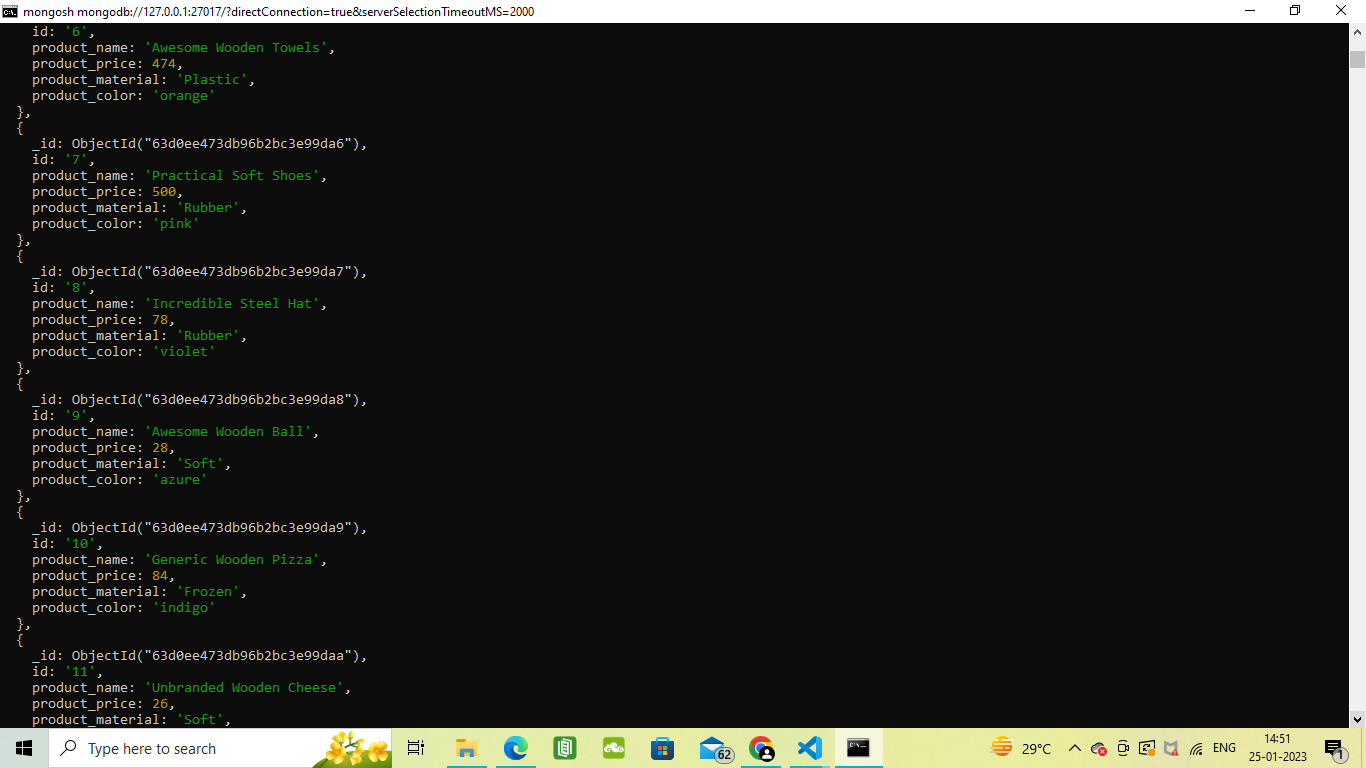 mongosh mongodb://127.0.0.1:27017/?directConnection=true&serverSelectionTimeoutMS=2000
id: '6',
product_name: 'Awesome Wooden Towels',
product_price: 474,
product_material: 'Plastic',
product_color: 'orange'
},
{
_id: ObjectId("63d0ee473db96b2bc3e99da6"),
id: '7',
product_name: 'Practical Soft Shoes',
product_price: 500,
product_material: 'Rubber',
product_color: 'pink'
},
{
_id: ObjectId("63d0ee473db96b2bc3e99da7"),
id: '8',
product_name: 'Incredible Steel Hat',
product_price: 78,
product_material: 'Rubber',
product_color: 'violet'
},
{
_id: ObjectId("63d0ee473db96b2bc3e99da8"),
id: '9',
product_name: 'Awesome Wooden Ball',
product_price: 28,
product_material: 'Soft',
product_color: 'azure'
},
{
_id: ObjectId("63d0ee473db96b2bc3e99da9"),
id: '10',
product_name: 'Generic Wooden Pizza',
product_price: 84,
product_material: 'Frozen',
product_color: 'indigo'
},
{
_id: ObjectId("63d0ee473db96b2bc3e99daa"),
id: '11',
product_name: 'Unbranded Wooden Cheese',
product_price: 26,
product_material: 'Soft',
Type here to search
62
29°C
ENG
14:51
25-01-2023
1